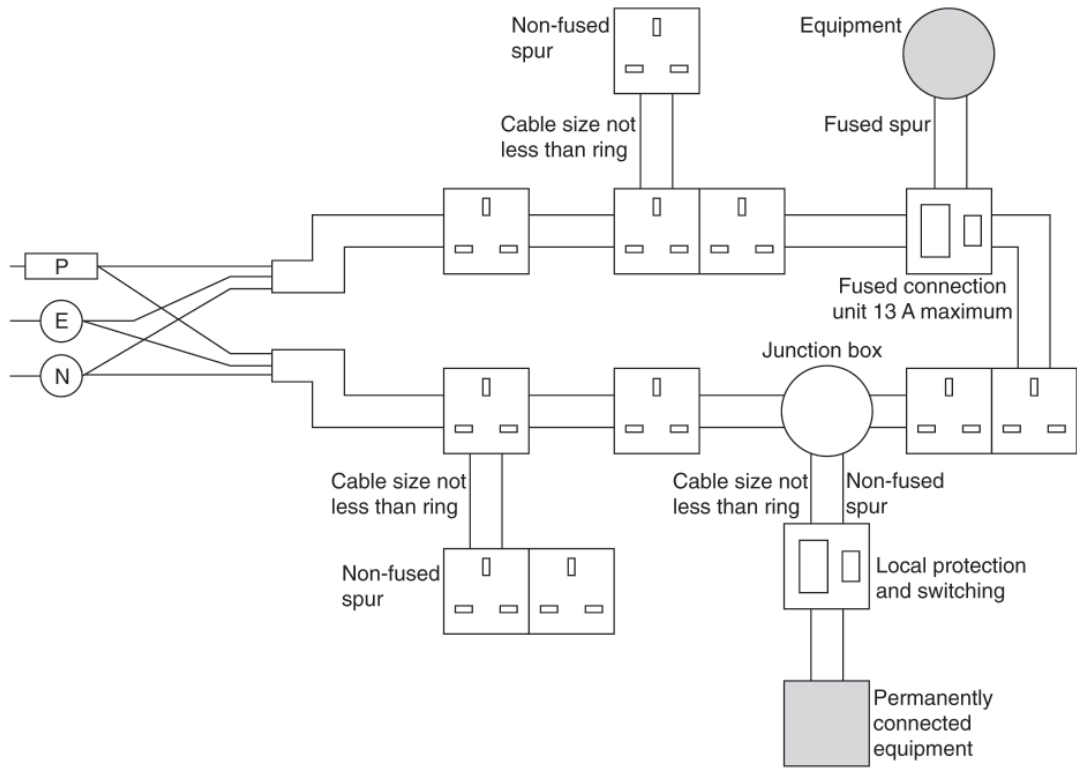 Non-fused
spur
Equipment
Cable size not
less than ring
Fused spur
P
Fused connection
unit 13 A maximum
E
Junction box
N
Cable size not
less than ring
Cable size not
less than ring
Non-fused
spur
Non-fused
spur
Local protection
and switching
Permanently
connected
equipment